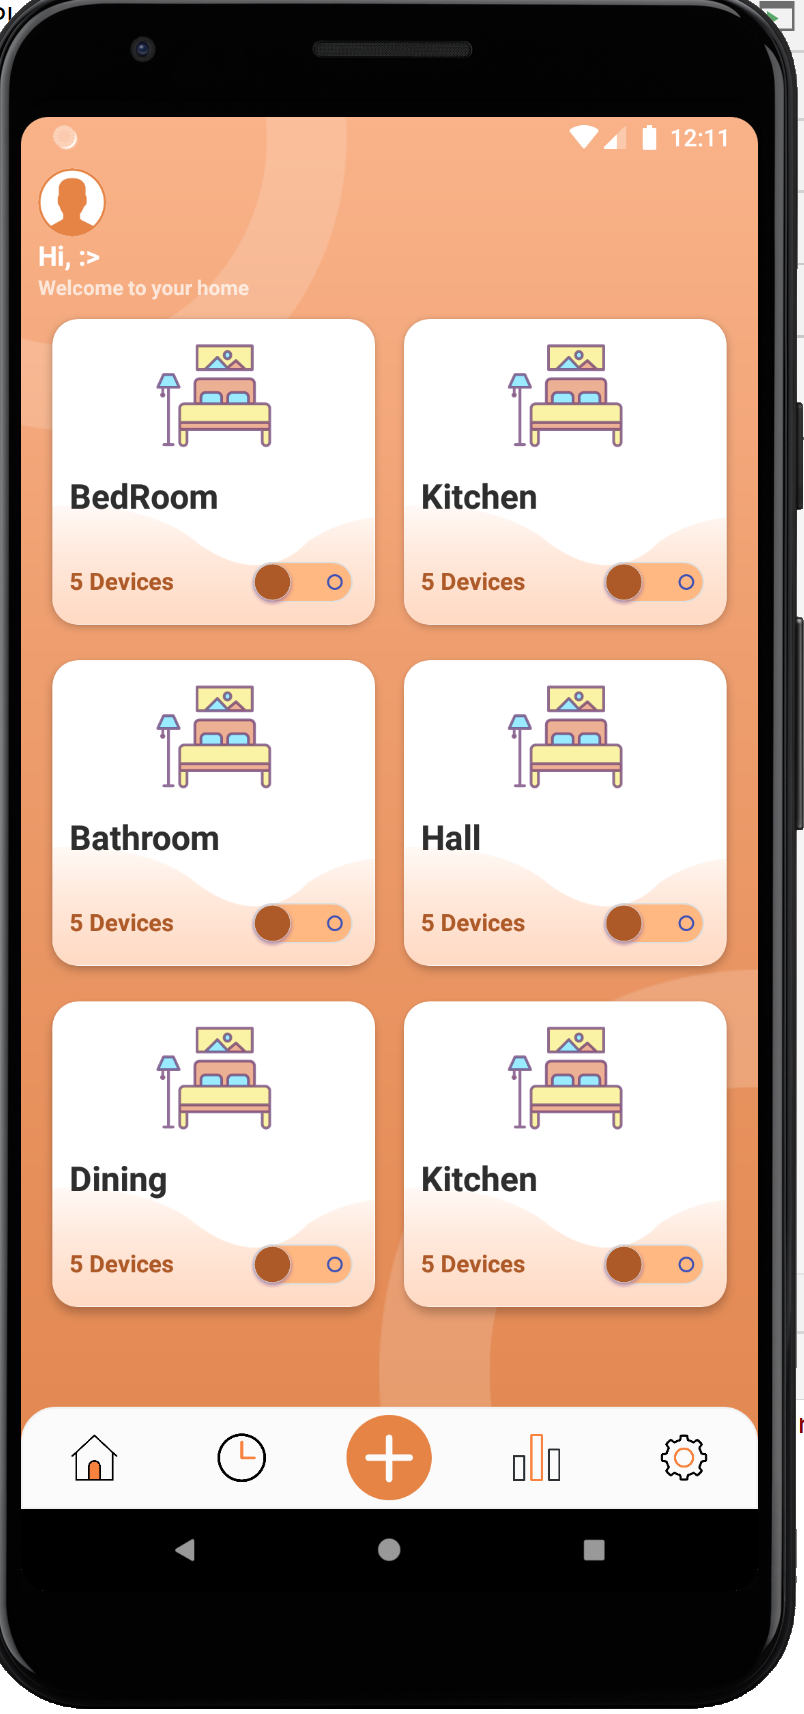 12:11
Hi, :>
Welcome to your home
BedRoom
Kitchen
5 Devices
5 Devices
Bathroom
Hall
5 Devices
5 Devices
Dining
Kitchen
5 Devices
5 Devices